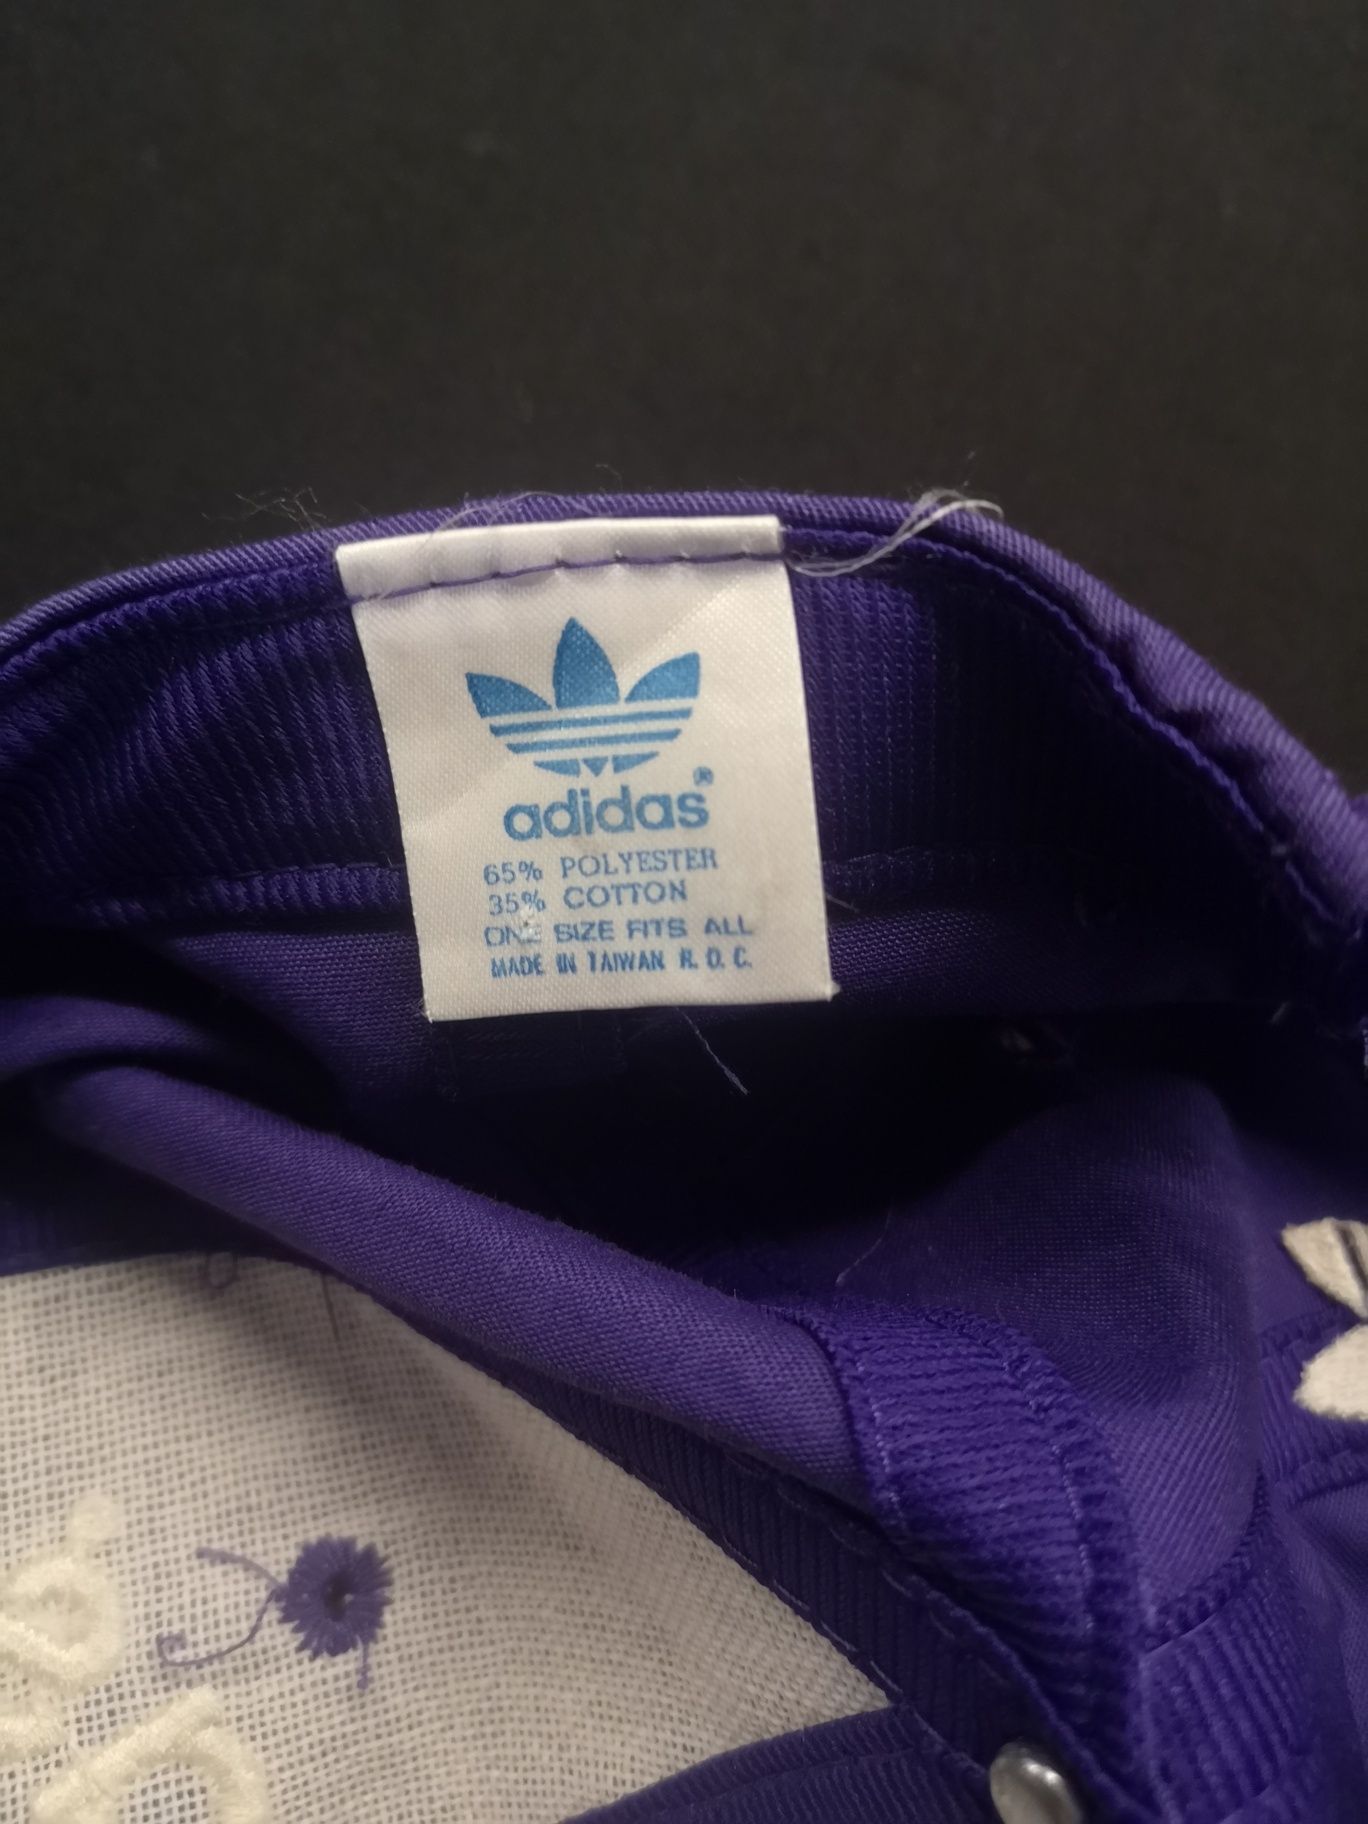 adidas®
65% POLYESTER
35% COTTON
ONE SIZE FITS ALL
MADE IN TAIWAN R.O.C.